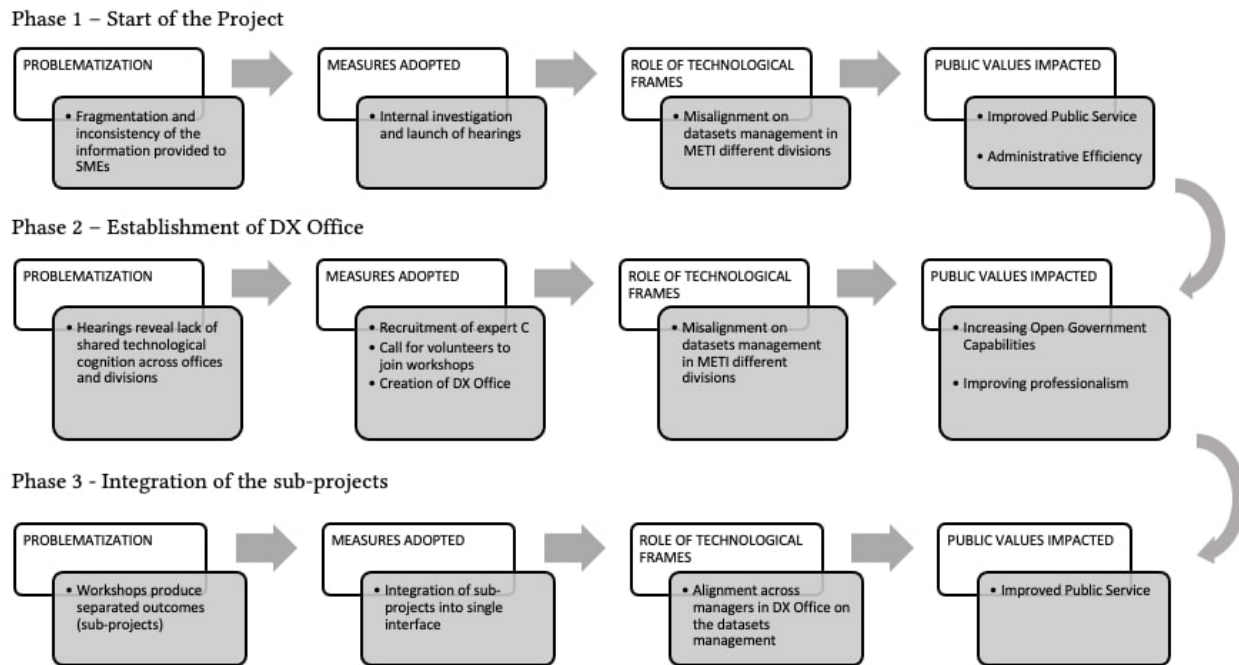 Phase 1 – Start of the Project
PROBLEMATIZATION
• Fragmentation and
inconsistency of the
information provided to
SMEs
MEASURES ADOPTED
• Internal investigation
and launch of hearings
ROLE OF TECHNOLOGICAL
FRAMES
• Misalignment on
datasets management in
METI different divisions
PUBLIC VALUES IMPACTED
• Improved Public Service
• Administrative Efficiency
Phase 2 – Establishment of DX Office
PROBLEMATIZATION
• Hearings reveal lack of
shared technological
cognition across offices
and divisions
MEASURES ADOPTED
• Recruitment of expert C
• Call for volunteers to
join workshops
• Creation of DX Office
ROLE OF TECHNOLOGICAL
FRAMES
• Misalignment on
datasets management
in METI different
divisions
PUBLIC VALUES IMPACTED
• Increasing Open Government
Capabilities
• Improving professionalism
Phase 3 - Integration of the sub-projects
PROBLEMATIZATION
• Workshops produce
separated outcomes
(sub-projects)
MEASURES ADOPTED
• Integration of sub-
projects into single
interface
ROLE OF TECHNOLOGICAL
FRAMES
• Alignment across
managers in DX Office on
the datasets
management
PUBLIC VALUES IMPACTED
• Improved Public Service